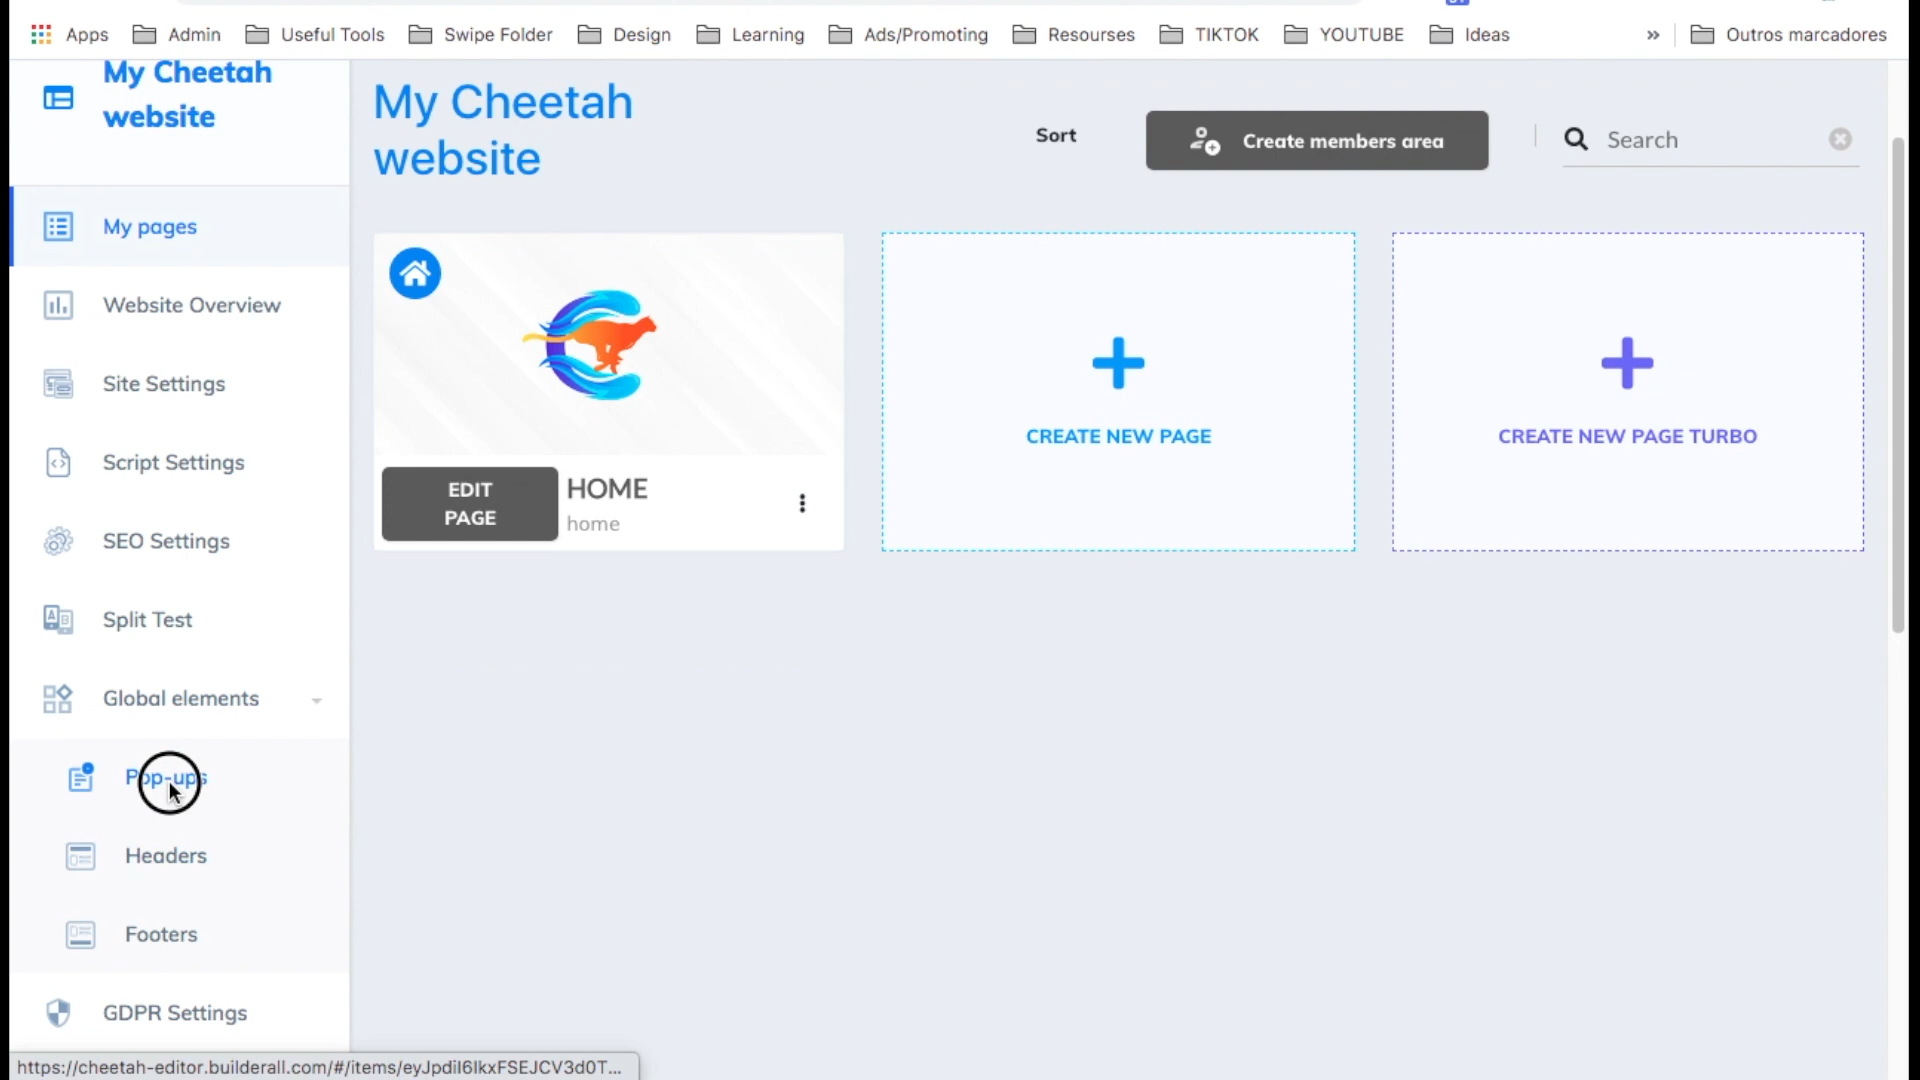 Apps Admin Useful Tools Swipe Folder Design Learning Ads/Promoting Resourses TIKTOK YOUTUBE Ideas » Outros marcadores
My Cheetah
website
My Cheetah
website
Sort
Create members area
Search
My pages
Website Overview
Site Settings
Script Settings
SEO Settings
Split Test
Global elements
Pop-ups
Headers
Footers
GDPR Settings
EDIT
PAGE
HOME
home
CREATE NEW PAGE
CREATE NEW PAGE TURBO
https://cheetah-editor.builderall.com/#/items/eyJpdiI6IkxFSEJCV3d0T...